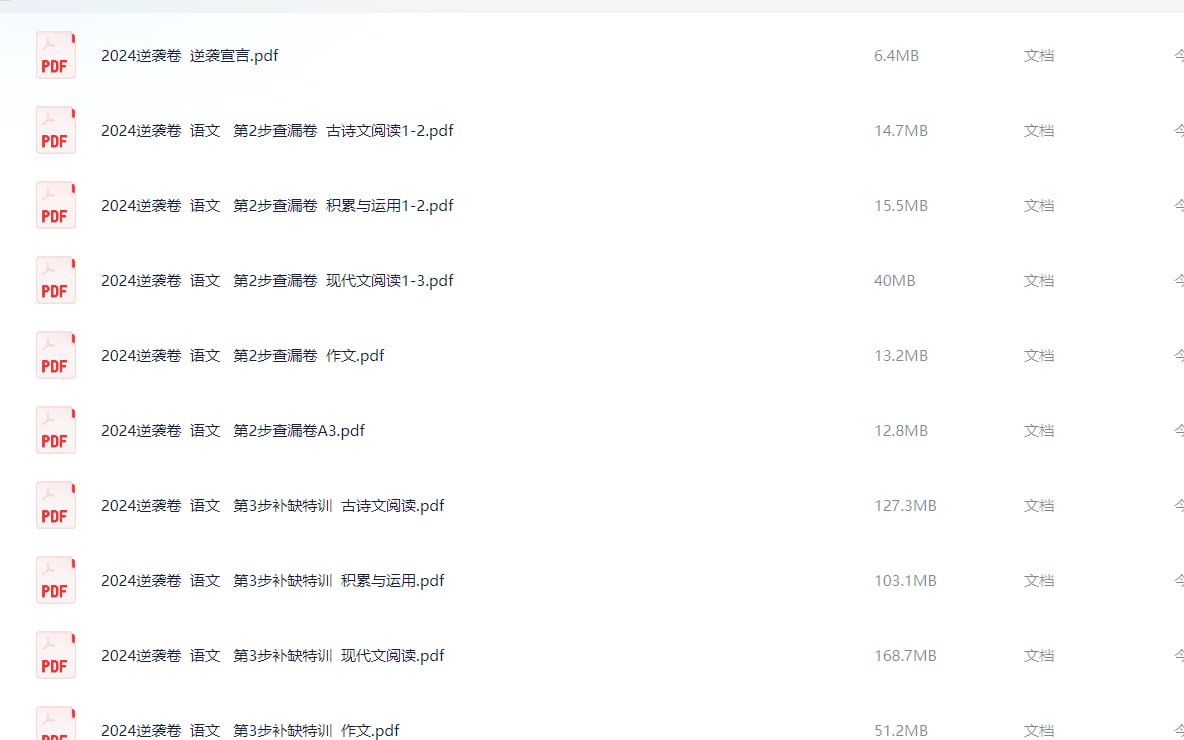 PDF 2024逆袭卷 逆袭宣言.pdf 6.4MB 文档 今
PDF 2024逆袭卷 语文 第2步查漏卷 古诗文阅读1-2.pdf 14.7MB 文档 今
PDF 2024逆袭卷 语文 第2步查漏卷 积累与运用1-2.pdf 15.5MB 文档 今
PDF 2024逆袭卷 语文 第2步查漏卷 现代文阅读1-3.pdf 40MB 文档 今
PDF 2024逆袭卷 语文 第2步查漏卷 作文.pdf 13.2MB 文档 今
PDF 2024逆袭卷 语文 第2步查漏卷A3.pdf 12.8MB 文档 今
PDF 2024逆袭卷 语文 第3步补缺特训 古诗文阅读.pdf 127.3MB 文档 今
PDF 2024逆袭卷 语文 第3步补缺特训 积累与运用.pdf 103.1MB 文档 今
PDF 2024逆袭卷 语文 第3步补缺特训 现代文阅读.pdf 168.7MB 文档 今
PDF 2024逆袭卷 语文 第3步补缺特训 作文.pdf 51.2MB 文档 今